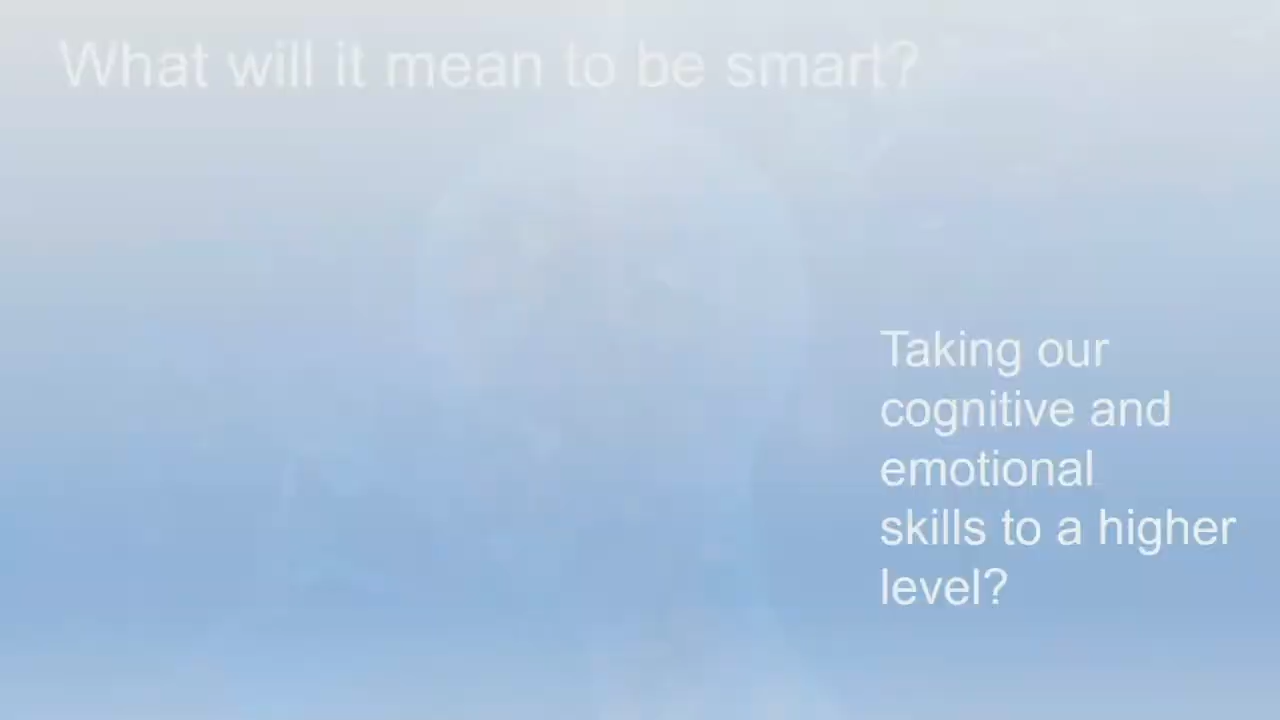 What will it mean to be smart?
Taking our
cognitive and
emotional
skills to a higher
level?